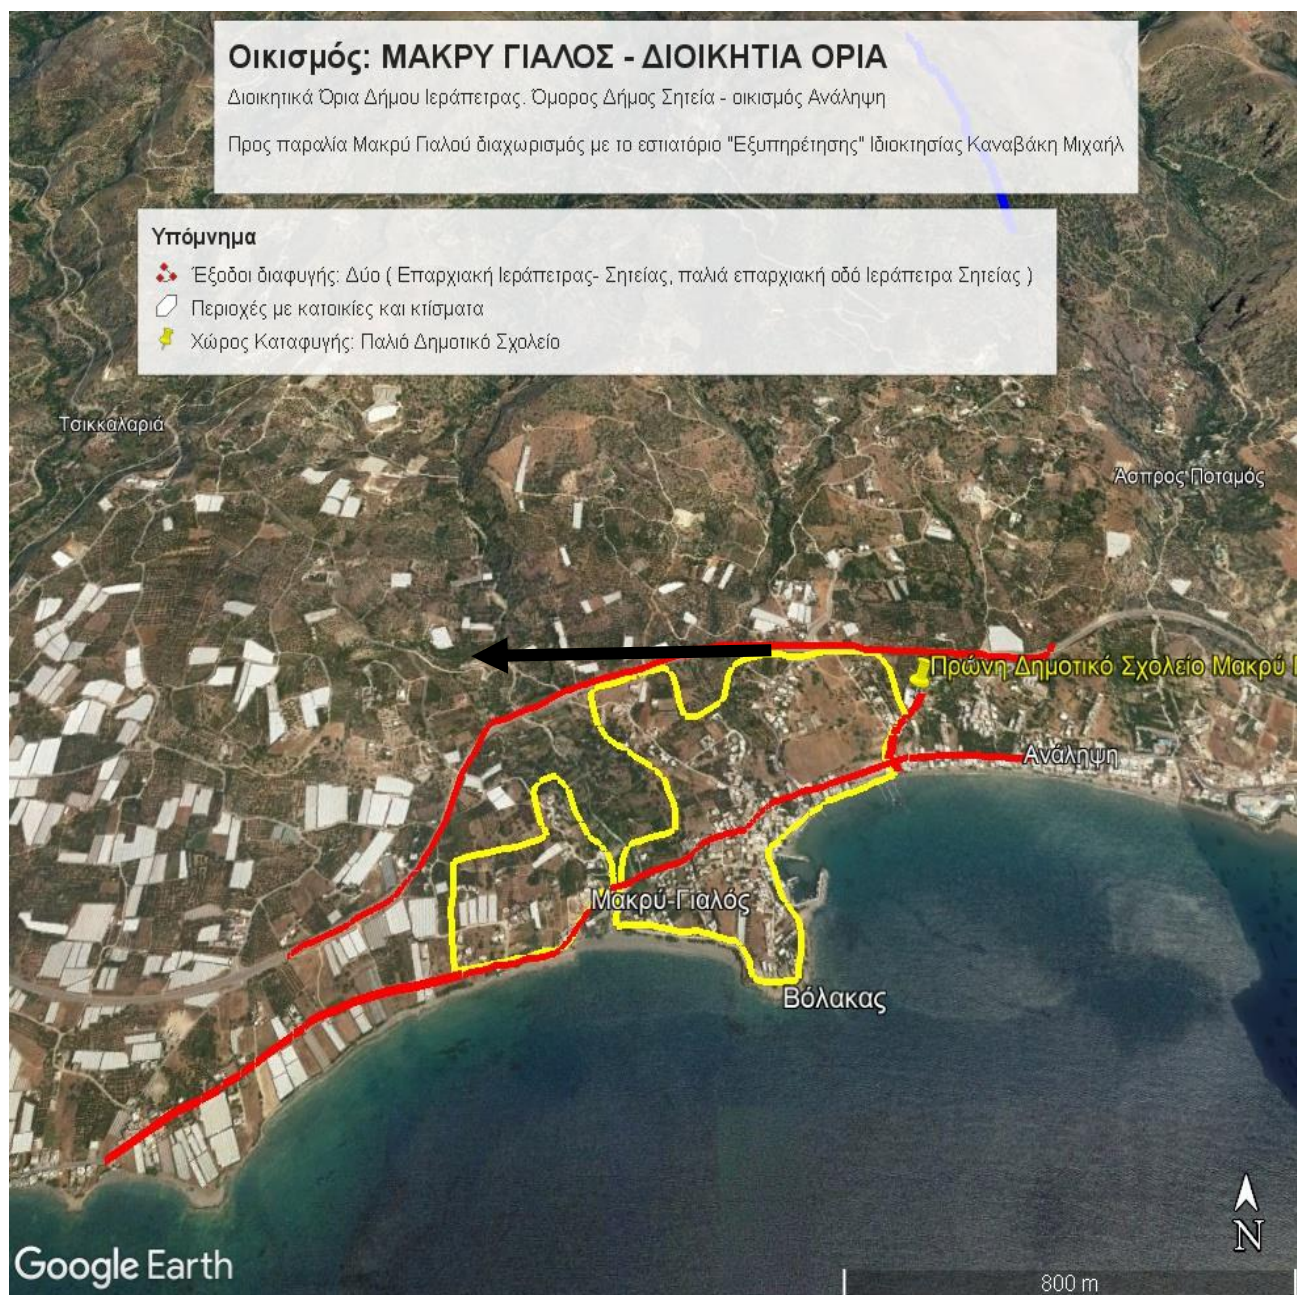 Οικισμός: ΜΑΚΡΥ ΓΙΑΛΟΣ - ΔΙΟΙΚΗΤΙΑ ΟΡΙΑ
Διοικητικά Όρια Δήμου Ιεράπετρας. Όμορος Δήμος Σητεία - οικισμός Ανάληψη
Προς παραλία Μακρύ Γιαλού διαχωρισμός με το εστιατόριο "Εξυπηρέτησης" Ιδιοκτησίας Καναβάκη Μιχαήλ
Υπόμνημα
Έξοδοι διαφυγής: Δύο ( Επαρχιακή Ιεράπετρας- Σητείας, παλιά επαρχιακή οδό Ιεράπετρα Σητείας )
Περιοχές με κατοικίες και κτίσματα
Χώρος Καταφυγής: Παλιό Δημοτικό Σχολείο
Τσικκαλαριά
Άσπρος Ποταμός
Πρώνη Δημοτικό Σχολείο Μακρύ
Ανάληψη
Μακρύ-Γιαλός
Βόλακας
N
Google Earth
800 m